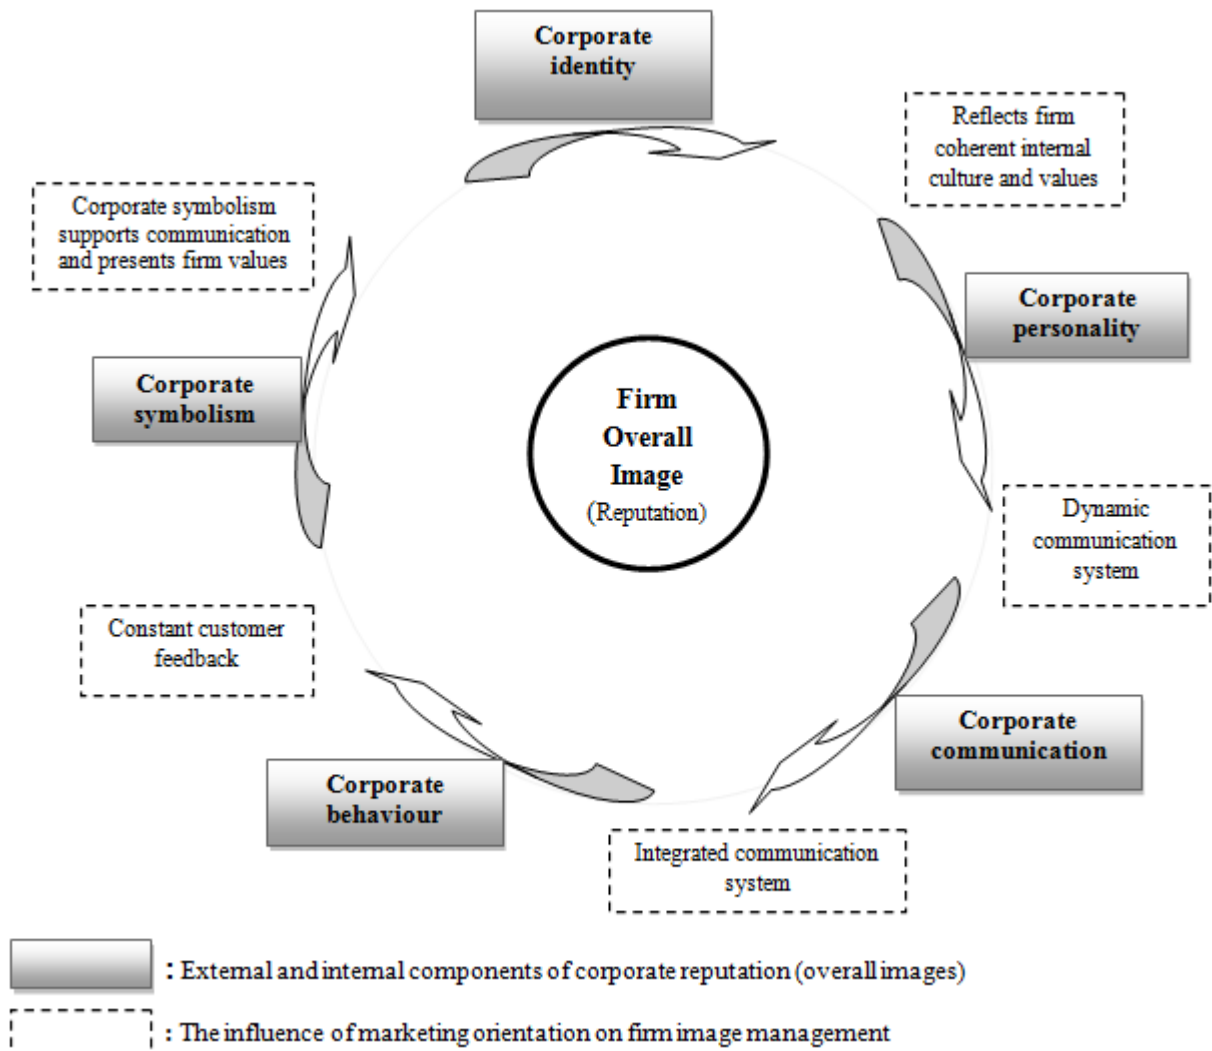 Corporate
identity
Reflects firm
coherent internal
culture and values
Corporate symbolism
supports communication
and presents firm values
Corporate
personality
Corporate
symbolism
Firm
Overall
Image
(Reputation)
Dynamic
communication
system
Constant customer
feedback
Corporate
communication
Corporate
behaviour
Integrated communication
system
: External and internal components of corporate reputation (overall images)
: The influence of marketing orientation on firm image management